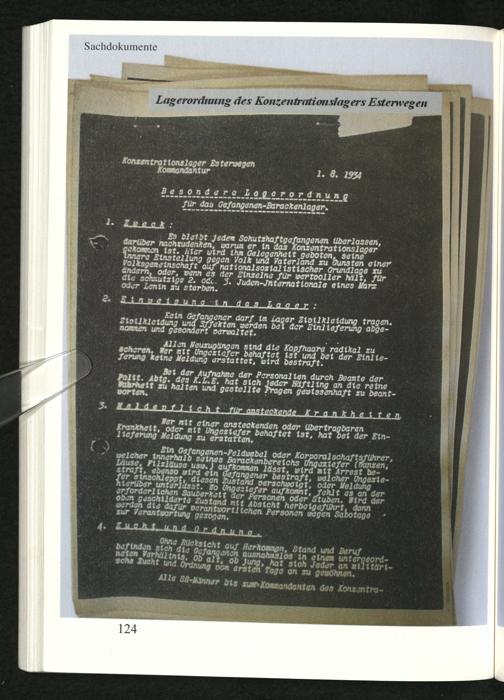 Sachdokumente
Lagerordnung des Konzentrationslagers Esterwegen
Konzentrationslager Esterwegen
Kommandantur
1. 8. 1934
Besondere Lagerordnung
für das Gefangenen-Barackenlager.
1. Zweck:
Es bleibt jedem Schutzhaftgefangenen überlassen,
darüber nachzudenken, warum er in das Konzentrationslager
gekommen ist. Hier wird ihm Gelegenheit geboten, seine
innere Einstellung gegen Volk und Vaterland zu Gunsten einer
Volksgemeinschaft auf nationalsozialistischer Grundlage zu
ändern, oder, wenn es der Einzelne für wertvoller hält, für
die schmutzige 2. od. 3. Juden-Internationale eines Marx
oder Lenin zu sterben.
2. Einweisung in das Lager:
Kein Gefangener darf im Lager Zivilkleidung tragen.
Zivilkleidung und Effekten werden bei der Einlieferung abge-
nommen und gesondert verwaltet.
Allen Neuzugängen sind die Kopfhaare radikal zu
scheren. Wer mit Ungeziefer behaftet ist und bei der Einlie-
ferung keine Meldung erstattet, wird bestraft.
Bei der Aufnahme der Personalien durch Beamte der
Polit. Abtg. des K.L.E. hat sich jeder Häftling an die reine
Wahrheit zu halten und gestellte Fragen gewissenhaft zu beant-
worten.
3. Meldepflicht für ansteckende Krankheiten
Wer mit einer ansteckenden oder übertragbaren
Krankheit, oder mit Ungeziefer behaftet ist, hat bei der Ein-
lieferung Meldung zu erstatten.
Ein Gefangenen-Feldwebel oder Korporalschaftsführer,
welcher innerhalb seines Barackenbereichs Ungeziefer (Wanzen,
Läuse, Filzläuse usw.) aufkommen lässt, wird mit Arrest be-
straft, ebenso wird ein Gefangener bestraft, welcher Ungezie-
fer einschleppt, diesen Zustand verschweigt, oder Meldung
hierüber unterlässt. Wo Ungeziefer aufkommt, fehlt es an der
erforderlichen Sauberkeit der Personen oder Stuben. Wird der
oben geschilderte Zustand mit Absicht herbeigeführt, dann
werden die dafür verantwortlichen Personen wegen Sabotage
zur Verantwortung gezogen.
4. Zucht und Ordnung.
Ohne Rücksicht auf Herkommen, Stand und Beruf
befinden sich die Gefangenen ausnahmslos in einem untergeord-
neten Verhältnis. Ob alt, ob jung, hat sich Jeder an militäri-
sche Zucht und Ordnung vom ersten Tage an zu gewöhnen.
Alle SS-Männer bis zum Kommandanten des Konzentra-
124